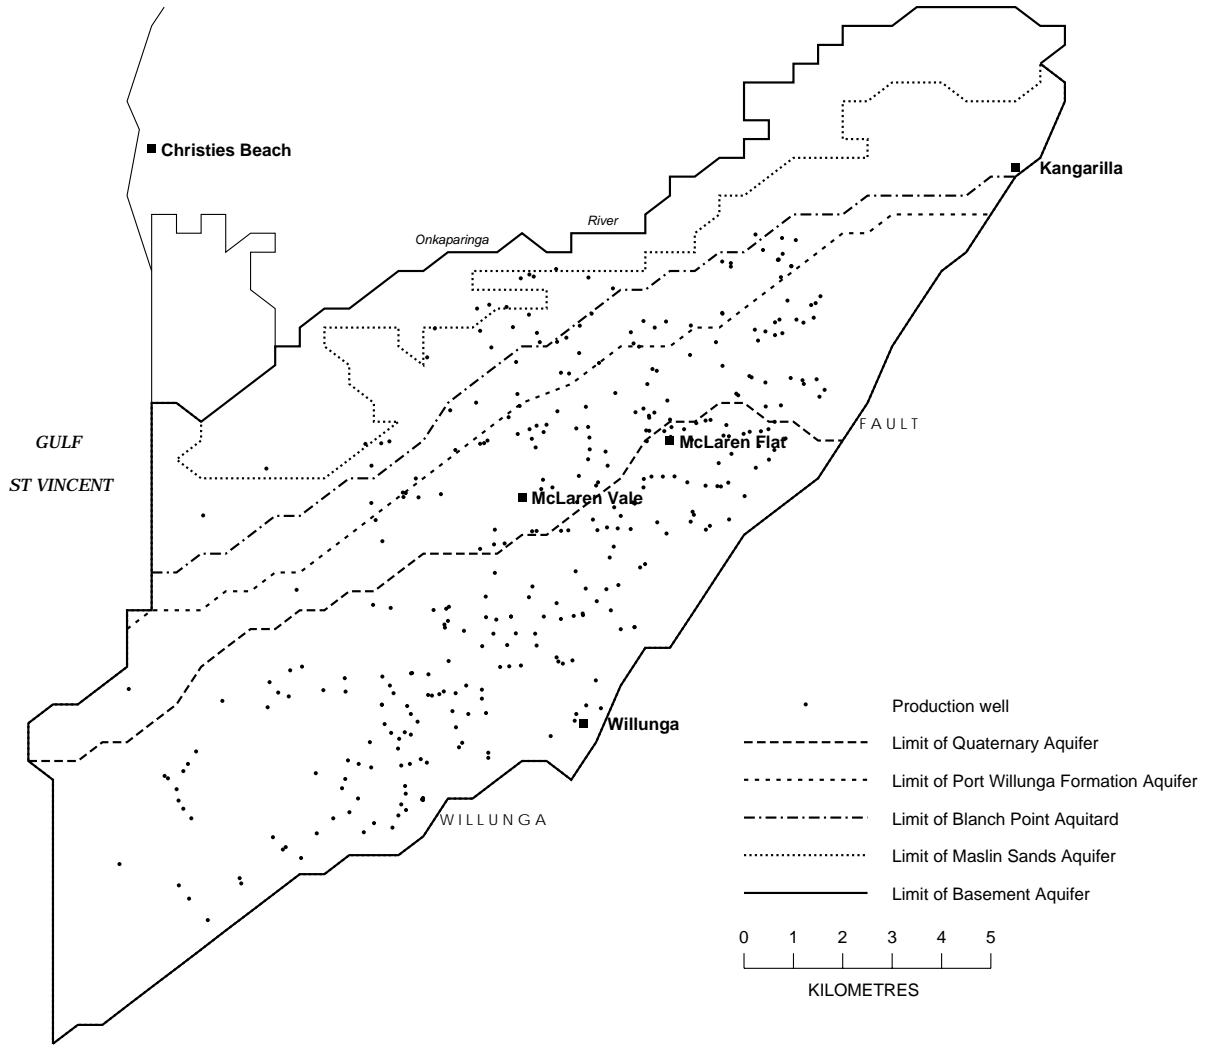 Christies Beach
Kangarilla
River
Onkaparinga
FAULT
GULF
ST VINCENT
McLaren Flat
McLaren Vale
Willunga
WILLUNGA
Production well
Limit of Quaternary Aquifer
Limit of Port Willunga Formation Aquifer
Limit of Blanch Point Aquitard
Limit of Maslin Sands Aquifer
Limit of Basement Aquifer
0 1 2 3 4 5
KILOMETRES